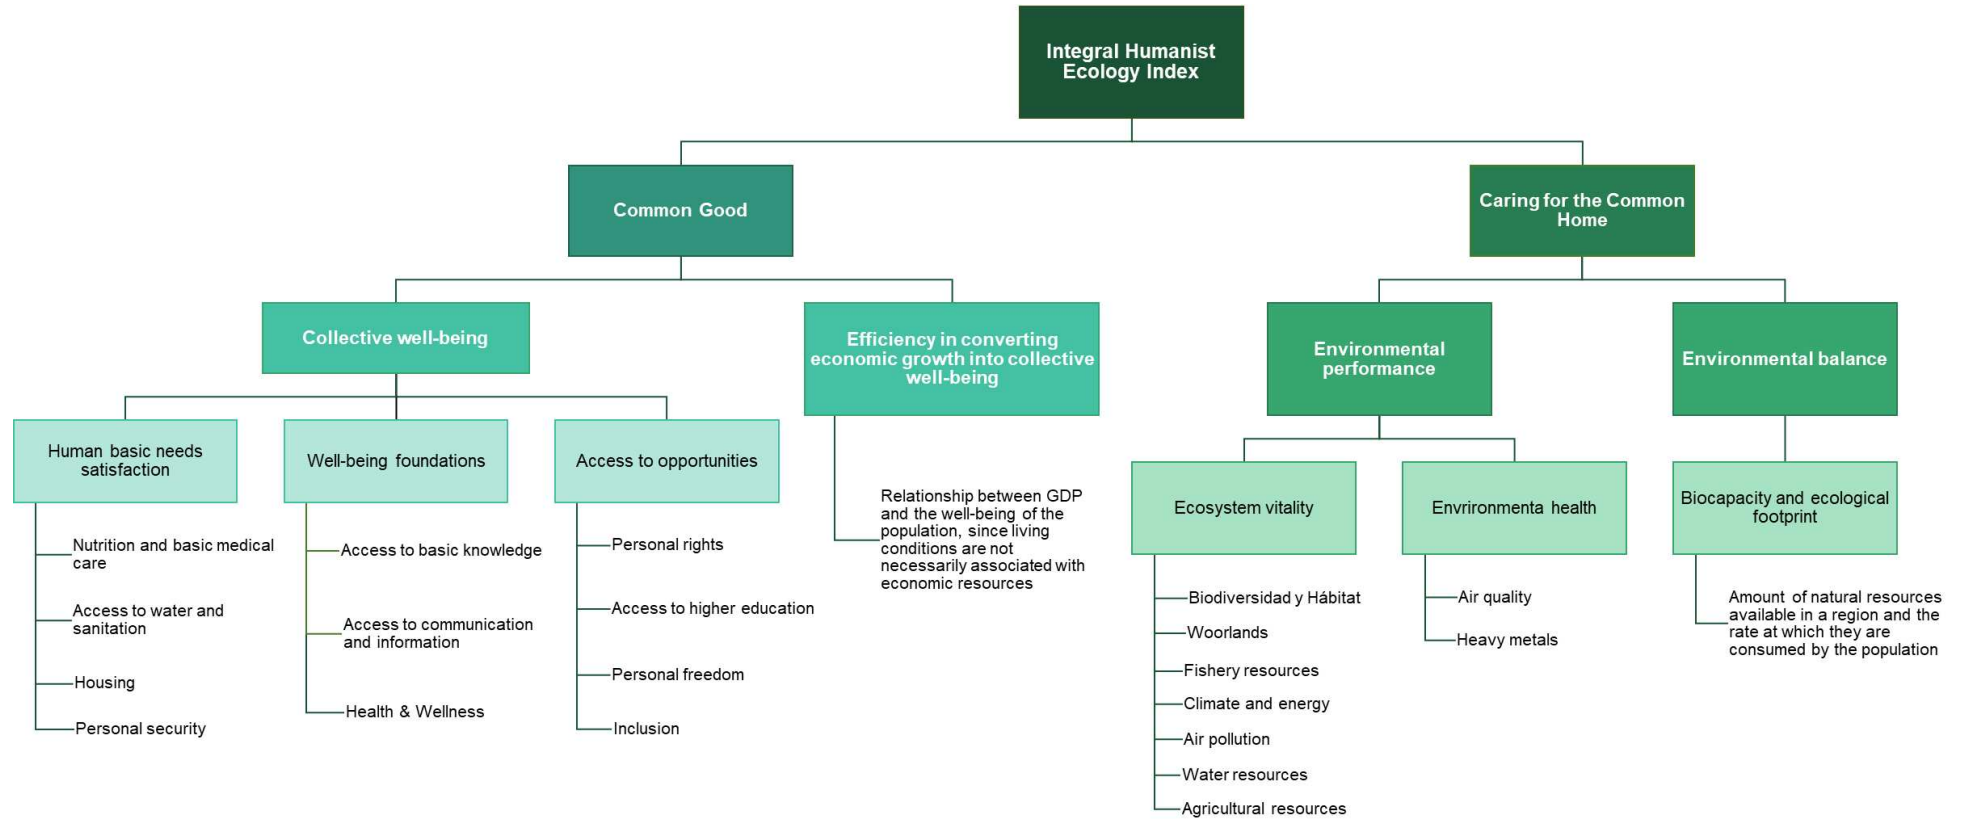 Integral Humanist
Ecology Index
Common Good
Caring for the Common
Home
Collective well-being
Efficiency in converting
economic growth into collective
well-being
Environmental
performance
Environmental balance
Human basic needs
satisfaction
Well-being foundations
Access to opportunities
Ecosystem vitality
Envrironmenta health
Biocapacity and ecological
footprint
Nutrition and basic medical
care
Access to water and
sanitation
Housing
Personal security
Access to basic knowledge
Access to communication
and information
Health & Wellness
Personal rights
Access to higher education
Personal freedom
Inclusion
Relationship between GDP
and the well-being of the
population, since living
conditions are not
necessarily associated with
economic resources
Biodiversidad y Hábitat
Woorlands
Fishery resources
Climate and energy
Air pollution
Water resources
Agricultural resources
Air quality
Heavy metals
Amount of natural resources
available in a region and the
rate at which they are
consumed by the population